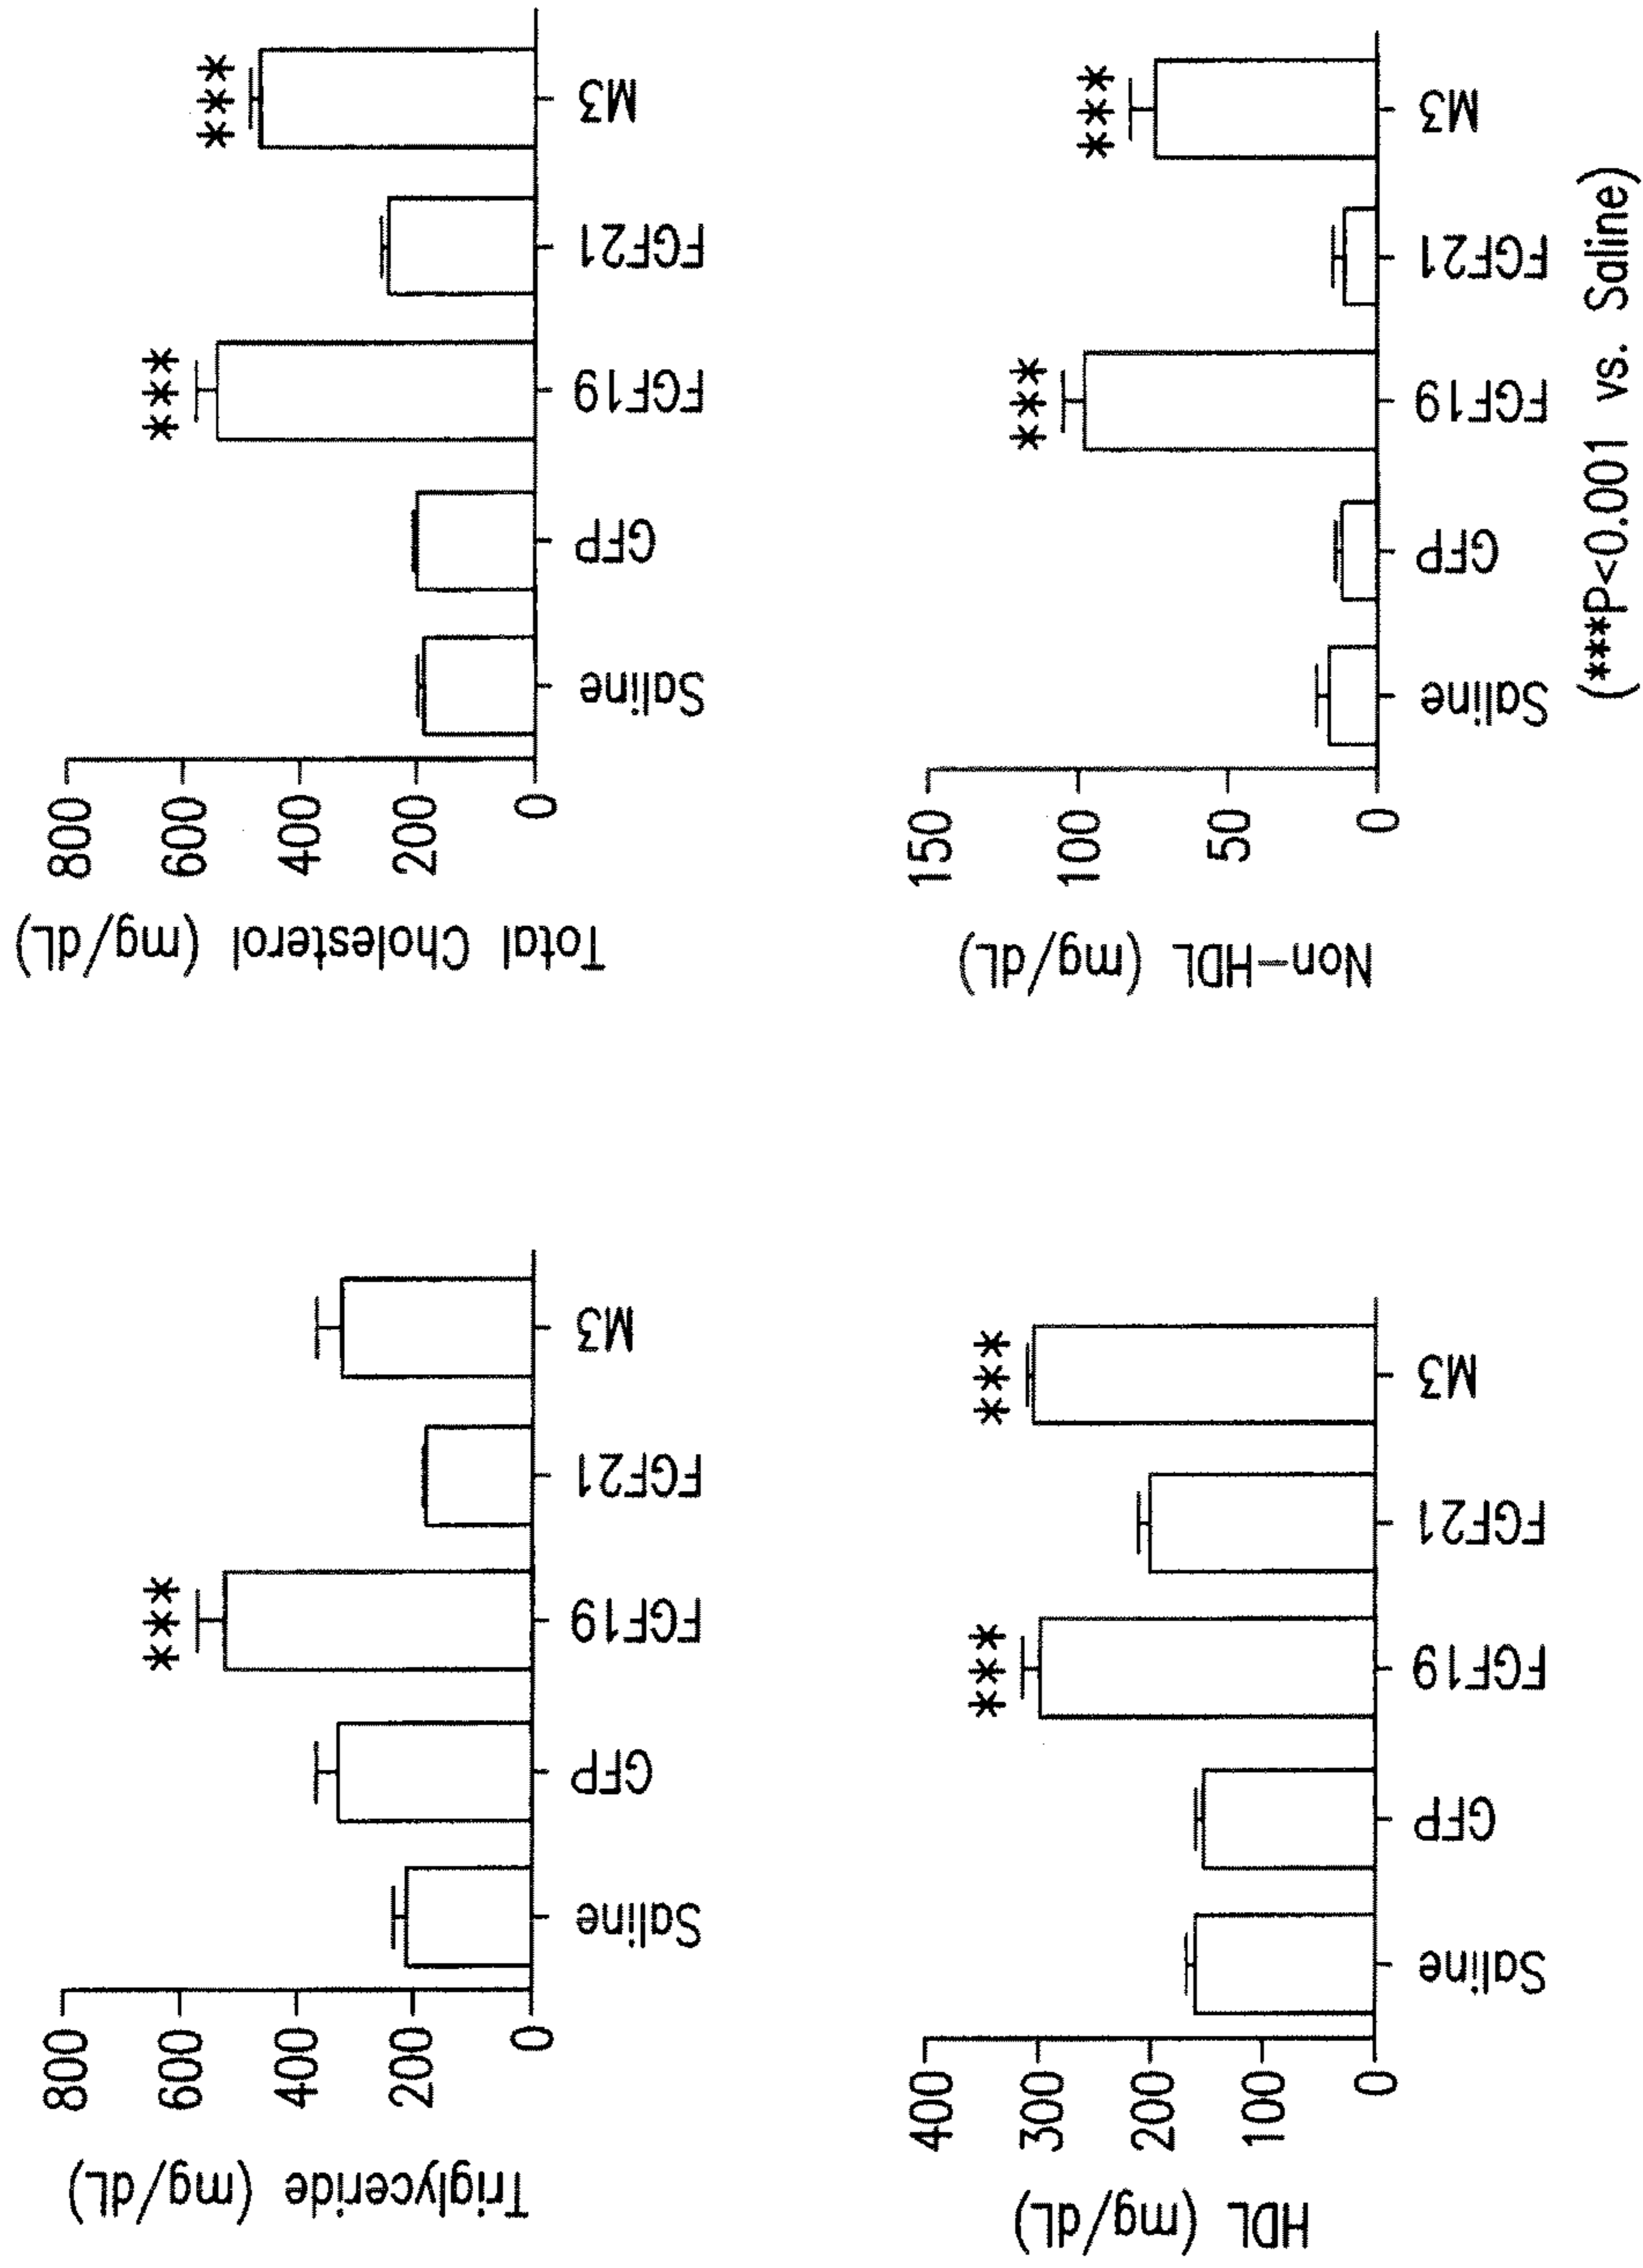 Triglyceride (mg/dL)
800
600
400
200
0
Saline
GFP
FGF19
FGF21
M3
***
Total Cholesterol (mg/dL)
800
600
400
200
0
Saline
GFP
FGF19
FGF21
M3
***
***
HDL (mg/dL)
400
300
200
100
0
Saline
GFP
FGF19
FGF21
M3
***
***
Non-HDL (mg/dL)
150
100
50
0
Saline
GFP
FGF19
FGF21
M3
***
***
(***P<0.001 vs. Saline)